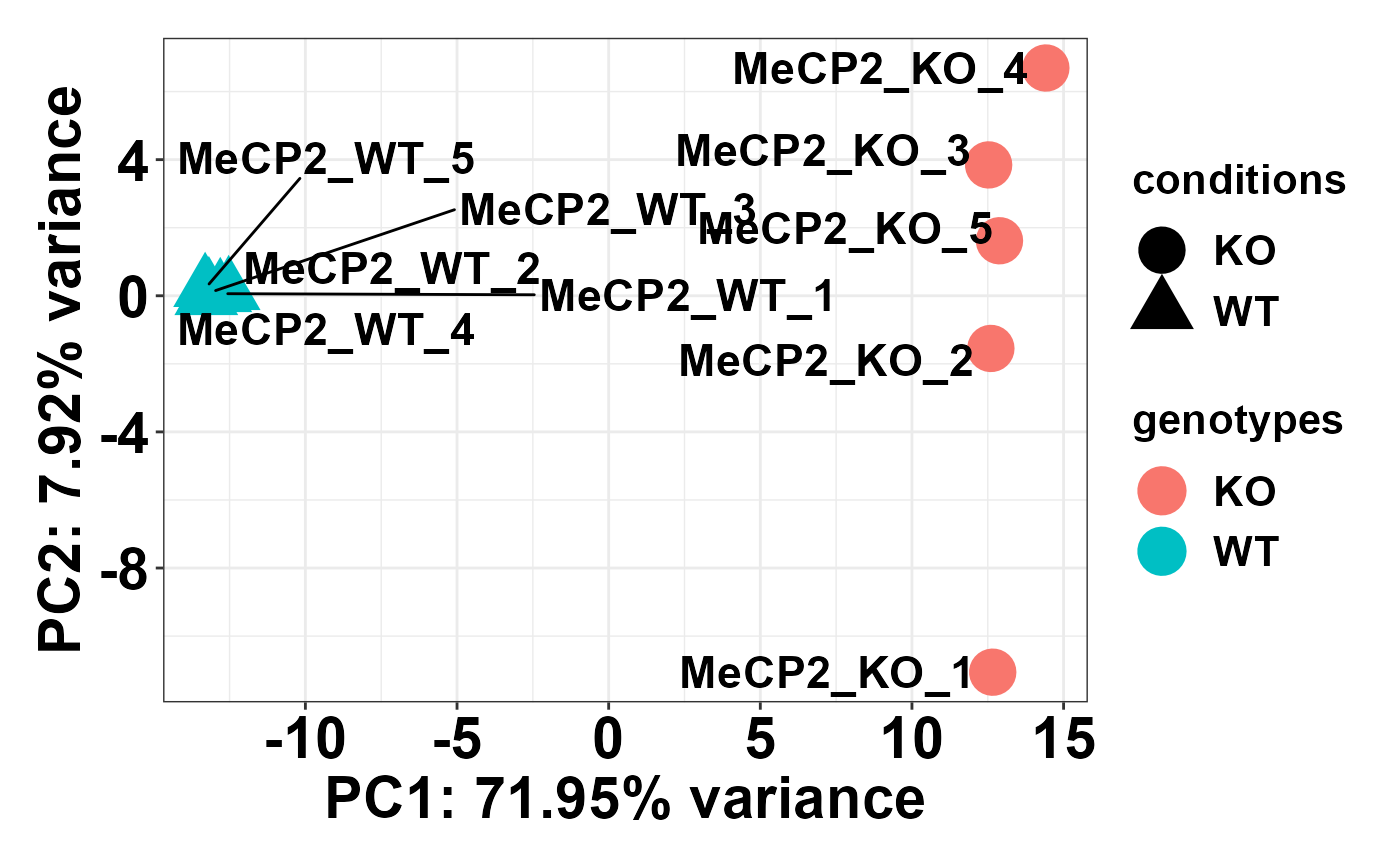 MeCP2_KO_4
MeCP2_KO_3
MeCP2_WT_5
MeCP2_WT_3
MeCP2_KO_5
MeCP2_WT_2
MeCP2_WT_1
MeCP2_WT_4
MeCP2_KO_2
MeCP2_KO_1
4
0
-4
-8
PC2: 7.92% variance
-10
-5
0
5
10
15
PC1: 71.95% variance
conditions
KO
WT
genotypes
KO
WT